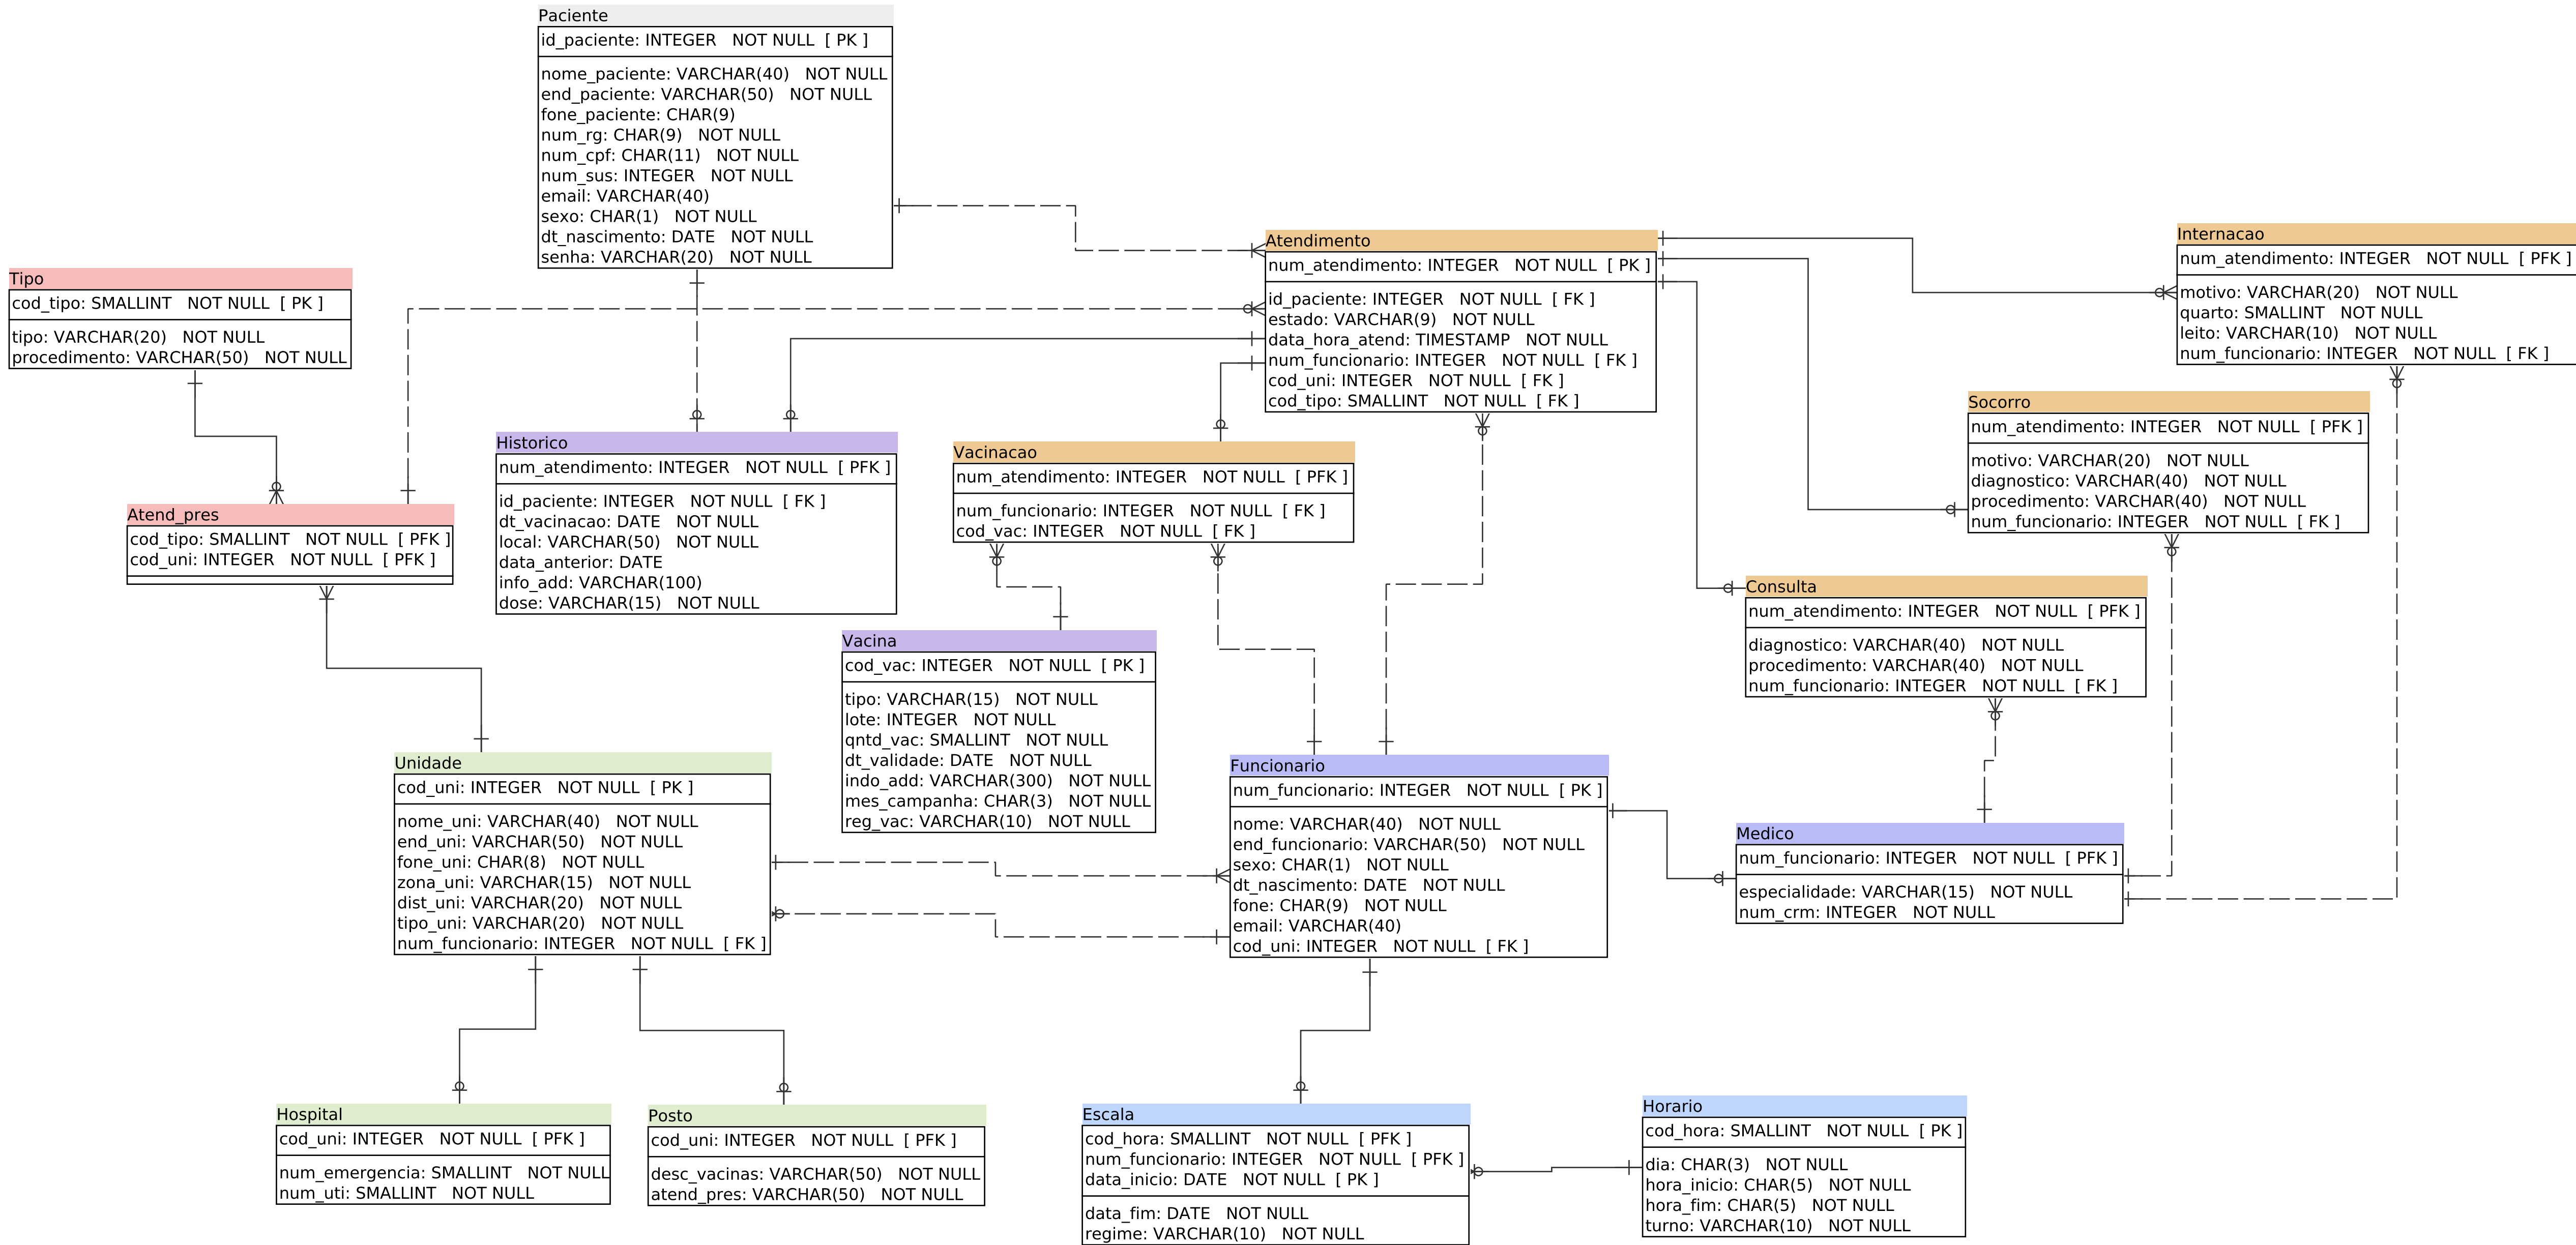 Paciente
id_paciente: INTEGER NOT NULL [ PK ]
nome_paciente: VARCHAR(40) NOT NULL
end_paciente: VARCHAR(50) NOT NULL
fone_paciente: CHAR(9)
num_rg: CHAR(9) NOT NULL
num_cpf: CHAR(11) NOT NULL
num_sus: INTEGER NOT NULL
email: VARCHAR(40)
sexo: CHAR(1) NOT NULL
dt_nascimento: DATE NOT NULL
senha: VARCHAR(20) NOT NULL
Atendimento
num_atendimento: INTEGER NOT NULL [ PK ]
id_paciente: INTEGER NOT NULL [ FK ]
estado: VARCHAR(9) NOT NULL
data_hora_atend: TIMESTAMP NOT NULL
num_funcionario: INTEGER NOT NULL [ FK ]
cod_uni: INTEGER NOT NULL [ FK ]
cod_tipo: SMALLINT NOT NULL [ FK ]
Internacao
num_atendimento: INTEGER NOT NULL [ PFK ]
motivo: VARCHAR(20) NOT NULL
quarto: SMALLINT NOT NULL
leito: VARCHAR(10) NOT NULL
num_funcionario: INTEGER NOT NULL [ FK ]
Tipo
cod_tipo: SMALLINT NOT NULL [ PK ]
tipo: VARCHAR(20) NOT NULL
procedimento: VARCHAR(50) NOT NULL
Socorro
num_atendimento: INTEGER NOT NULL [ PFK ]
motivo: VARCHAR(20) NOT NULL
diagnostico: VARCHAR(40) NOT NULL
procedimento: VARCHAR(40) NOT NULL
num_funcionario: INTEGER NOT NULL [ FK ]
Historico
num_atendimento: INTEGER NOT NULL [ PFK ]
id_paciente: INTEGER NOT NULL [ FK ]
dt_vacinacao: DATE NOT NULL
local: VARCHAR(50) NOT NULL
data_anterior: DATE
info_add: VARCHAR(100)
dose: VARCHAR(15) NOT NULL
Vacinacao
num_atendimento: INTEGER NOT NULL [ PFK ]
num_funcionario: INTEGER NOT NULL [ FK ]
cod_vac: INTEGER NOT NULL [ FK ]
Atend_pres
cod_tipo: SMALLINT NOT NULL [ PFK ]
cod_uni: INTEGER NOT NULL [ PFK ]
Consulta
num_atendimento: INTEGER NOT NULL [ PFK ]
diagnostico: VARCHAR(40) NOT NULL
procedimento: VARCHAR(40) NOT NULL
num_funcionario: INTEGER NOT NULL [ FK ]
Vacina
cod_vac: INTEGER NOT NULL [ PK ]
tipo: VARCHAR(15) NOT NULL
lote: INTEGER NOT NULL
qntd_vac: SMALLINT NOT NULL
dt_validade: DATE NOT NULL
indo_add: VARCHAR(300) NOT NULL
mes_campanha: CHAR(3) NOT NULL
reg_vac: VARCHAR(10) NOT NULL
Unidade
cod_uni: INTEGER NOT NULL [ PK ]
nome_uni: VARCHAR(40) NOT NULL
end_uni: VARCHAR(50) NOT NULL
fone_uni: CHAR(8) NOT NULL
zona_uni: VARCHAR(15) NOT NULL
dist_uni: VARCHAR(20) NOT NULL
tipo_uni: VARCHAR(20) NOT NULL
num_funcionario: INTEGER NOT NULL [ FK ]
Funcionario
num_funcionario: INTEGER NOT NULL [ PK ]
nome: VARCHAR(40) NOT NULL
end_funcionario: VARCHAR(50) NOT NULL
sexo: CHAR(1) NOT NULL
dt_nascimento: DATE NOT NULL
fone: CHAR(9) NOT NULL
email: VARCHAR(40)
cod_uni: INTEGER NOT NULL [ FK ]
Medico
num_funcionario: INTEGER NOT NULL [ PFK ]
especialidade: VARCHAR(15) NOT NULL
num_crm: INTEGER NOT NULL
Hospital
cod_uni: INTEGER NOT NULL [ PFK ]
num_emergencia: SMALLINT NOT NULL
num_uti: SMALLINT NOT NULL
Posto
cod_uni: INTEGER NOT NULL [ PFK ]
desc_vacinas: VARCHAR(50) NOT NULL
atend_pres: VARCHAR(50) NOT NULL
Escala
cod_hora: SMALLINT NOT NULL [ PFK ]
num_funcionario: INTEGER NOT NULL [ PFK ]
data_inicio: DATE NOT NULL [ PK ]
data_fim: DATE NOT NULL
regime: VARCHAR(10) NOT NULL
Horario
cod_hora: SMALLINT NOT NULL [ PK ]
dia: CHAR(3) NOT NULL
hora_inicio: CHAR(5) NOT NULL
hora_fim: CHAR(5) NOT NULL
turno: VARCHAR(10) NOT NULL